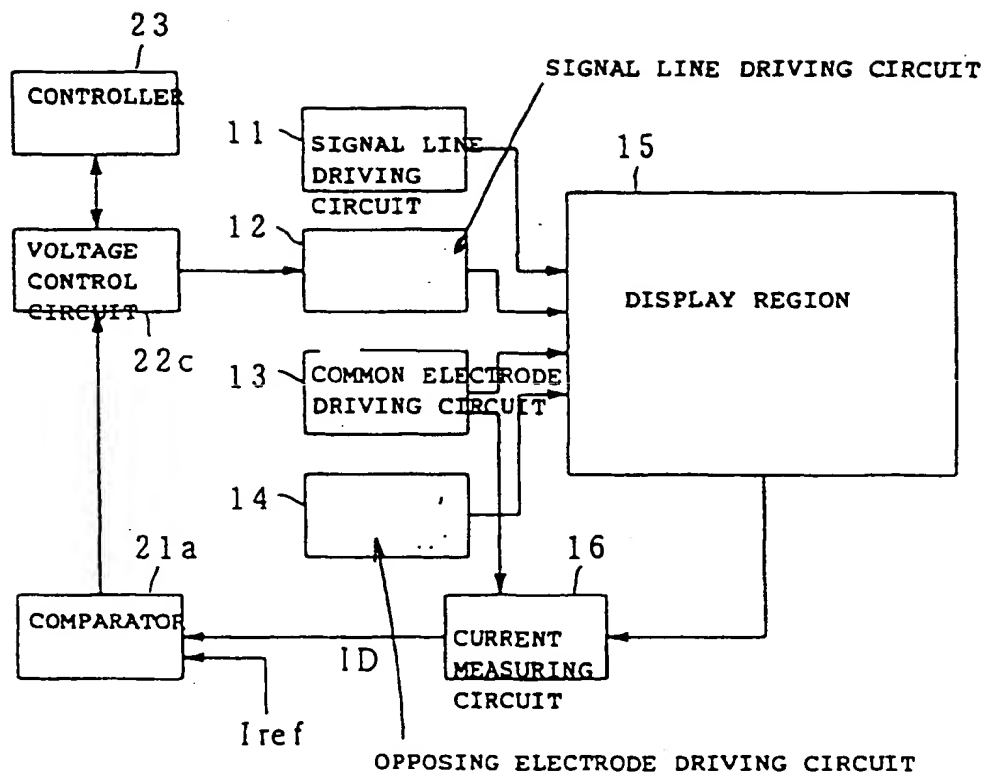 23
CONTROLLER
SIGNAL LINE DRIVING CIRCUIT
11
SIGNAL LINE
DRIVING
CIRCUIT
15
12
VOLTAGE
CONTROL
CIRCUIT
22c
DISPLAY REGION
13
COMMON ELECTRODE
DRIVING CIRCUIT
14
21a
COMPARATOR
16
CURRENT
MEASURING
CIRCUIT
ID
Iref
OPPOSING ELECTRODE DRIVING CIRCUIT